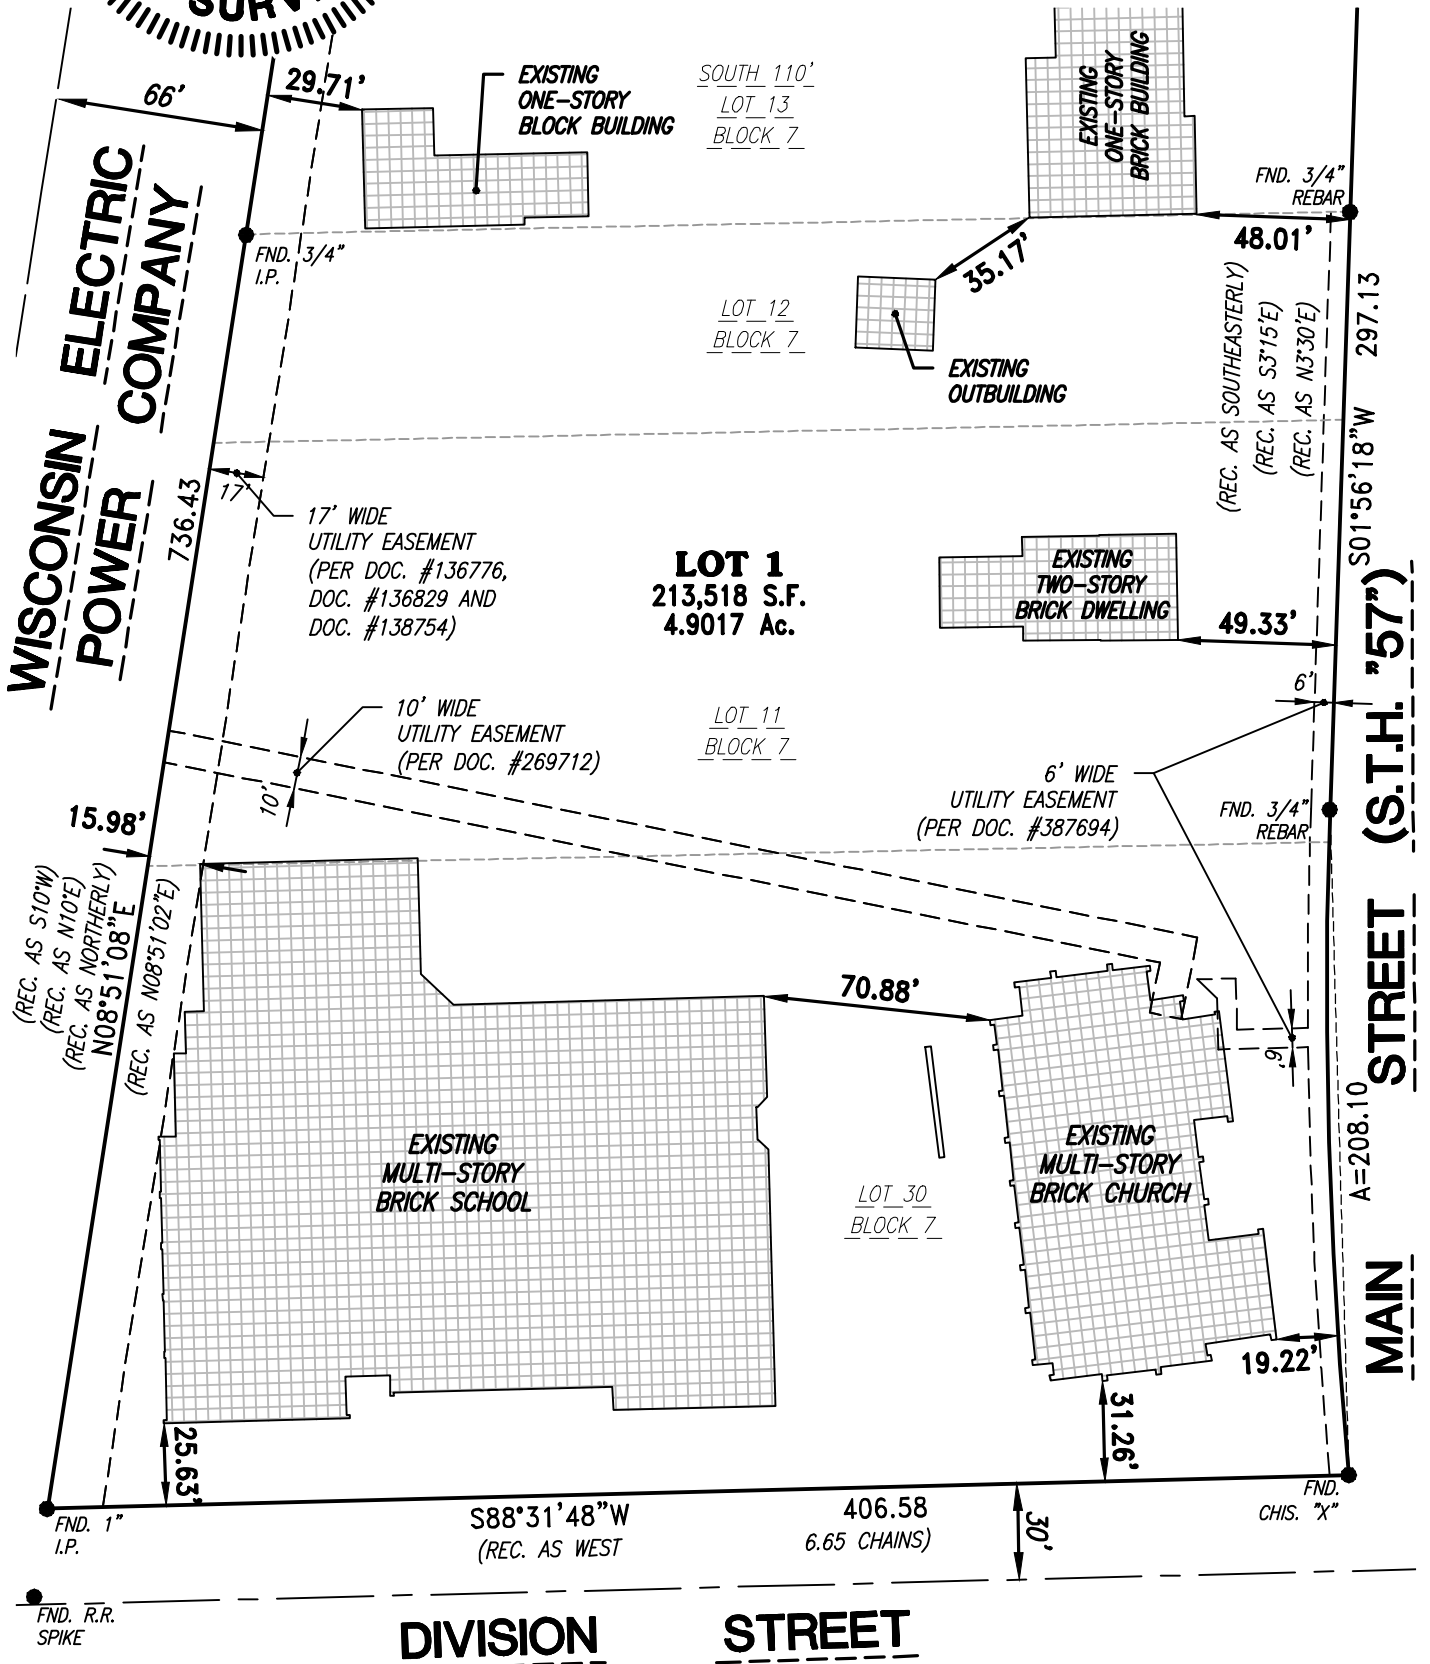 SURV
66'
29.71'
EXISTING
ONE-STORY
BLOCK BUILDING
SOUTH 110'
LOT 13
BLOCK 7
EXISTING
ONE-STORY
BRICK BUILDING
FND. 3/4"
REBAR
48.01'
WISCONSIN ELECTRIC
POWER COMPANY
FND. 3/4"
I.P.
35.17'
LOT 12
BLOCK 7
EXISTING
OUTBUILDING
(REC. AS SOUTHEASTERLY)
(REC. AS S3°15'E)
(REC. AS N3°30'E)
S01°56'18"W 297.13
736.43
17'
17' WIDE
UTILITY EASEMENT
(PER DOC. #136776,
DOC. #136829 AND
DOC. #138754)
LOT 1
213,518 S.F.
4.9017 Ac.
EXISTING
TWO-STORY
BRICK DWELLING
49.33'
6'
10' WIDE
UTILITY EASEMENT
(PER DOC. #269712)
10'
LOT 11
BLOCK 7
6' WIDE
UTILITY EASEMENT
(PER DOC. #387694)
FND. 3/4"
REBAR
15.98'
(REC. AS S10°W)
(REC. AS N10°E)
(REC. AS NORTHERLY)
N08°51'08"E
(REC. AS N08°51'02"E)
70.88'
6'
A=208.10
MAIN STREET (S.T.H. "57")
EXISTING
MULTI-STORY
BRICK SCHOOL
EXISTING
MULTI-STORY
BRICK CHURCH
LOT 30
BLOCK 7
19.22'
31.26'
25.63'
FND. 1"
I.P.
S88°31'48"W 406.58
(REC. AS WEST 6.65 CHAINS)
30'
FND.
CHIS. "X"
FND. R.R.
SPIKE
DIVISION STREET